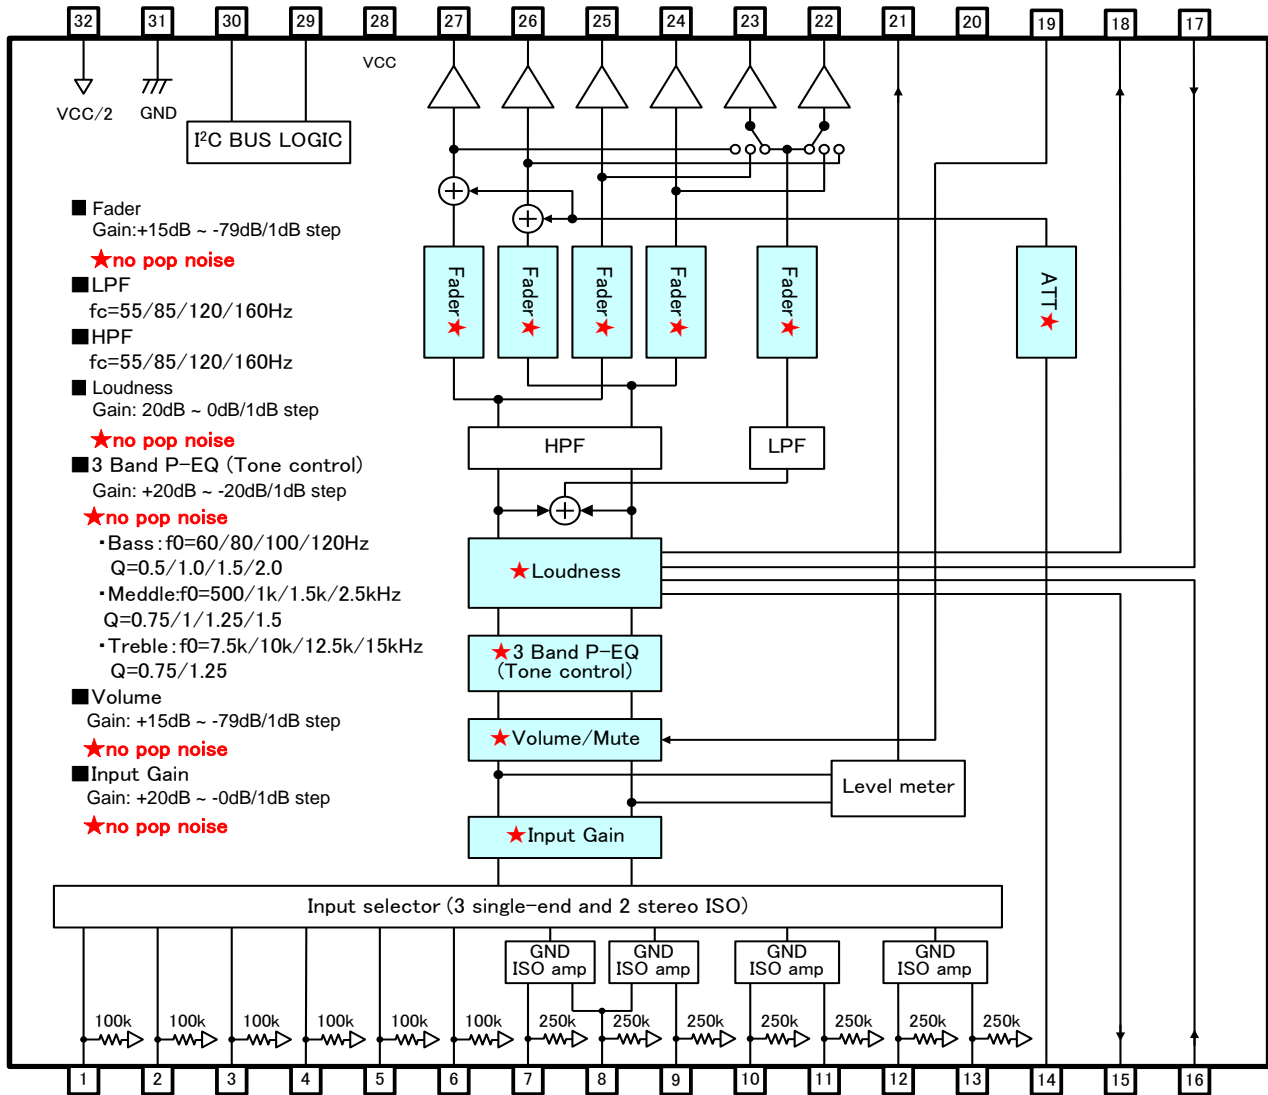 32 31 30 29 28 27 26 25 24 23 22 21 20 19 18 17
VCC
VCC/2 GND
I²C BUS LOGIC
■ Fader
Gain:+15dB ~ -79dB/1dB step
★no pop noise
■LPF
fc=55/85/120/160Hz
■HPF
fc=55/85/120/160Hz
■ Loudness
Gain: 20dB ~ 0dB/1dB step
★no pop noise
■3 Band P-EQ (Tone control)
Gain: +20dB ~ -20dB/1dB step
★no pop noise
・Bass:f0=60/80/100/120Hz
Q=0.5/1.0/1.5/2.0
・Meddle:f0=500/1k/1.5k/2.5kHz
Q=0.75/1/1.25/1.5
・Treble:f0=7.5k/10k/12.5k/15kHz
Q=0.75/1.25
■Volume
Gain: +15dB ~ -79dB/1dB step
★no pop noise
■Input Gain
Gain: +20dB ~ -0dB/1dB step
★no pop noise
Fader★ Fader★ Fader★ Fader★ Fader★ ATT★
HPF LPF
★Loudness
★3 Band P-EQ
(Tone control)
★Volume/Mute
Level meter
★Input Gain
Input selector (3 single-end and 2 stereo ISO)
GND GND GND GND
ISO amp ISO amp ISO amp ISO amp
100k 100k 100k 100k 100k 100k 250k 250k 250k 250k 250k 250k 250k
1 2 3 4 5 6 7 8 9 10 11 12 13 14 15 16